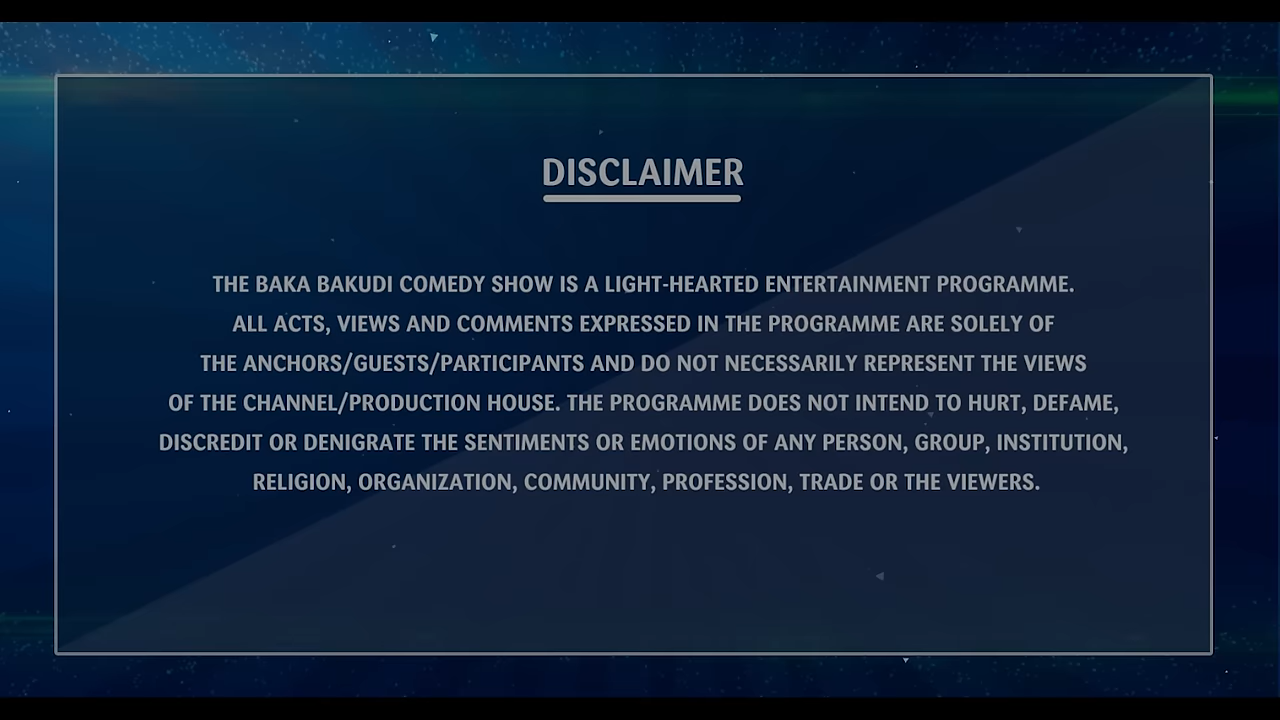 DISCLAIMER
THE BAKA BAKUDI COMEDY SHOW IS A LIGHT-HEARTED ENTERTAINMENT PROGRAMME.
ALL ACTS, VIEWS AND COMMENTS EXPRESSED IN THE PROGRAMME ARE SOLELY OF
THE ANCHORS/GUESTS/PARTICIPANTS AND DO NOT NECESSARILY REPRESENT THE VIEWS
OF THE CHANNEL/PRODUCTION HOUSE. THE PROGRAMME DOES NOT INTEND TO HURT, DEFAME,
DISCREDIT OR DENIGRATE THE SENTIMENTS OR EMOTIONS OF ANY PERSON, GROUP, INSTITUTION,
RELIGION, ORGANIZATION, COMMUNITY, PROFESSION, TRADE OR THE VIEWERS.